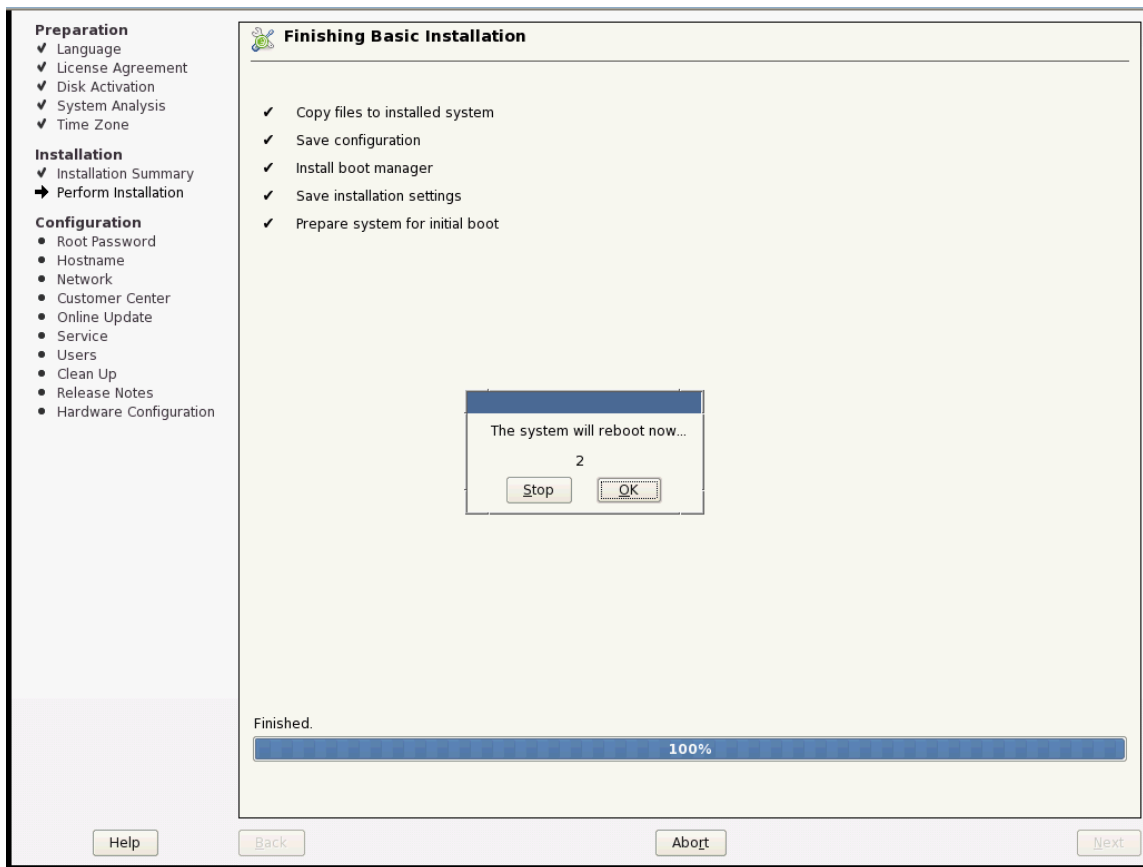 Preparation
Language
License Agreement
Disk Activation
System Analysis
Time Zone
Installation
Installation Summary
Perform Installation
Configuration
Root Password
Hostname
Network
Customer Center
Online Update
Service
Users
Clean Up
Release Notes
Hardware Configuration
Finishing Basic Installation
Copy files to installed system
Save configuration
Install boot manager
Save installation settings
Prepare system for initial boot
The system will reboot now...
2
Stop OK
Finished.
100%
Help Back Abort Next